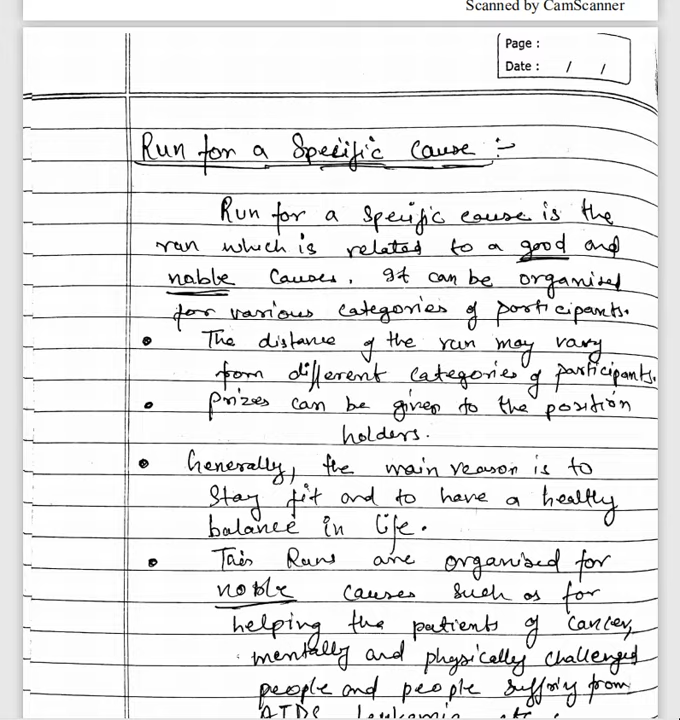 Scanned by CamScanner
Page :
Date : / /
Run for a Specific Cause :-
Run for a specific cause is the
run which is related to a good and
noble causes. It can be organised
for various categories of participants.
• The distance of the run may vary
from different categories of participants.
• Prizes can be given to the position
holders.
• Generally, the main reason is to
stay fit and to have a healthy
balance in life.
• This Runs are organised for
noble causes such as for
helping the patients of cancer,
mentally and physically challenged
people and people suffring from
AIDS leukamia etc.